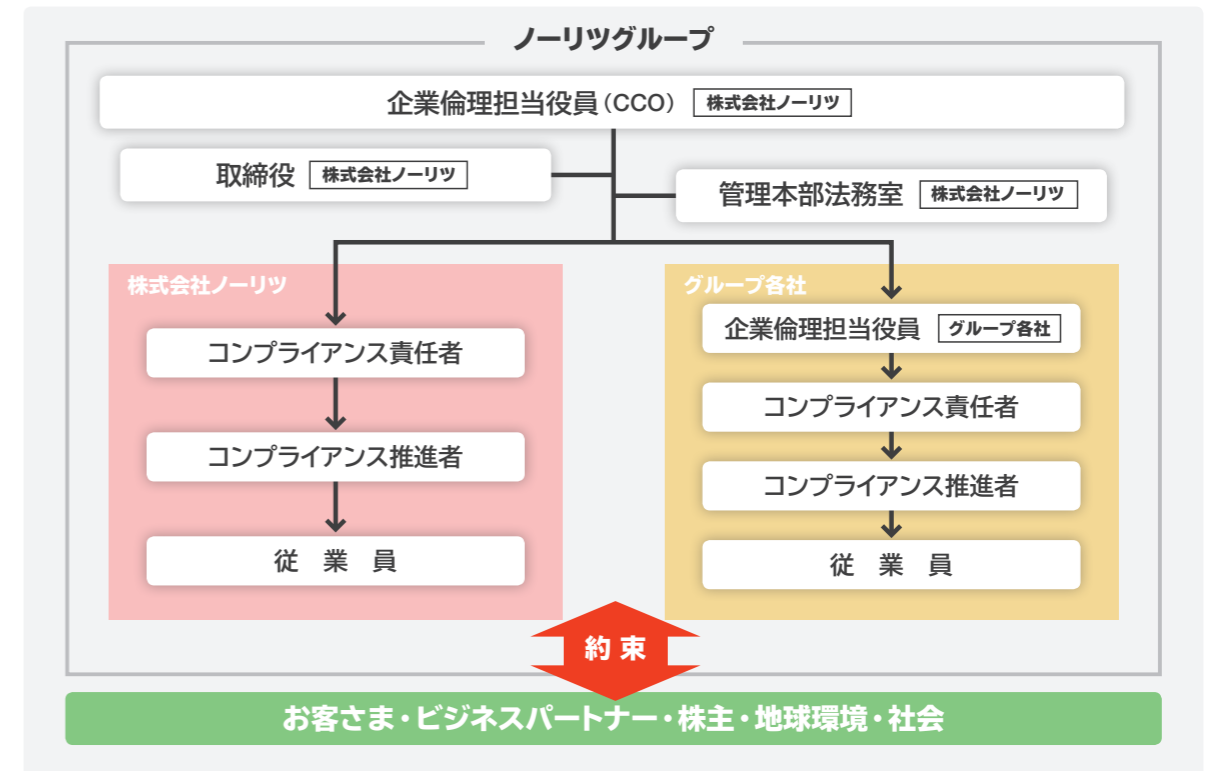 ノーリツグループ
企業倫理担当役員（CCO） 株式会社ノーリツ
取締役 株式会社ノーリツ
管理本部法務室 株式会社ノーリツ
株式会社ノーリツ
コンプライアンス責任者
コンプライアンス推進者
従 業 員
グループ各社
企業倫理担当役員 グループ各社
コンプライアンス責任者
コンプライアンス推進者
従 業 員
約 束
お客さま・ビジネスパートナー・株主・地球環境・社会